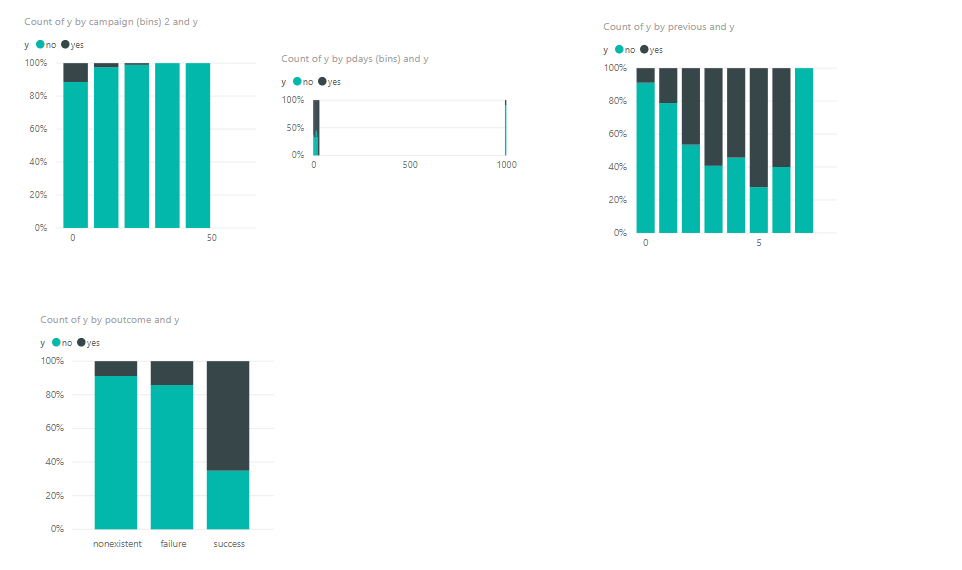 Count of y by campaign (bins) 2 and y
y no yes
100%
80%
60%
40%
20%
0%
0 50
Count of y by pdays (bins) and y
y no yes
100%
50%
0%
0 500 1000
Count of y by previous and y
y no yes
100%
80%
60%
40%
20%
0%
0 5
Count of y by poutcome and y
y no yes
100%
80%
60%
40%
20%
0%
nonexistent failure success